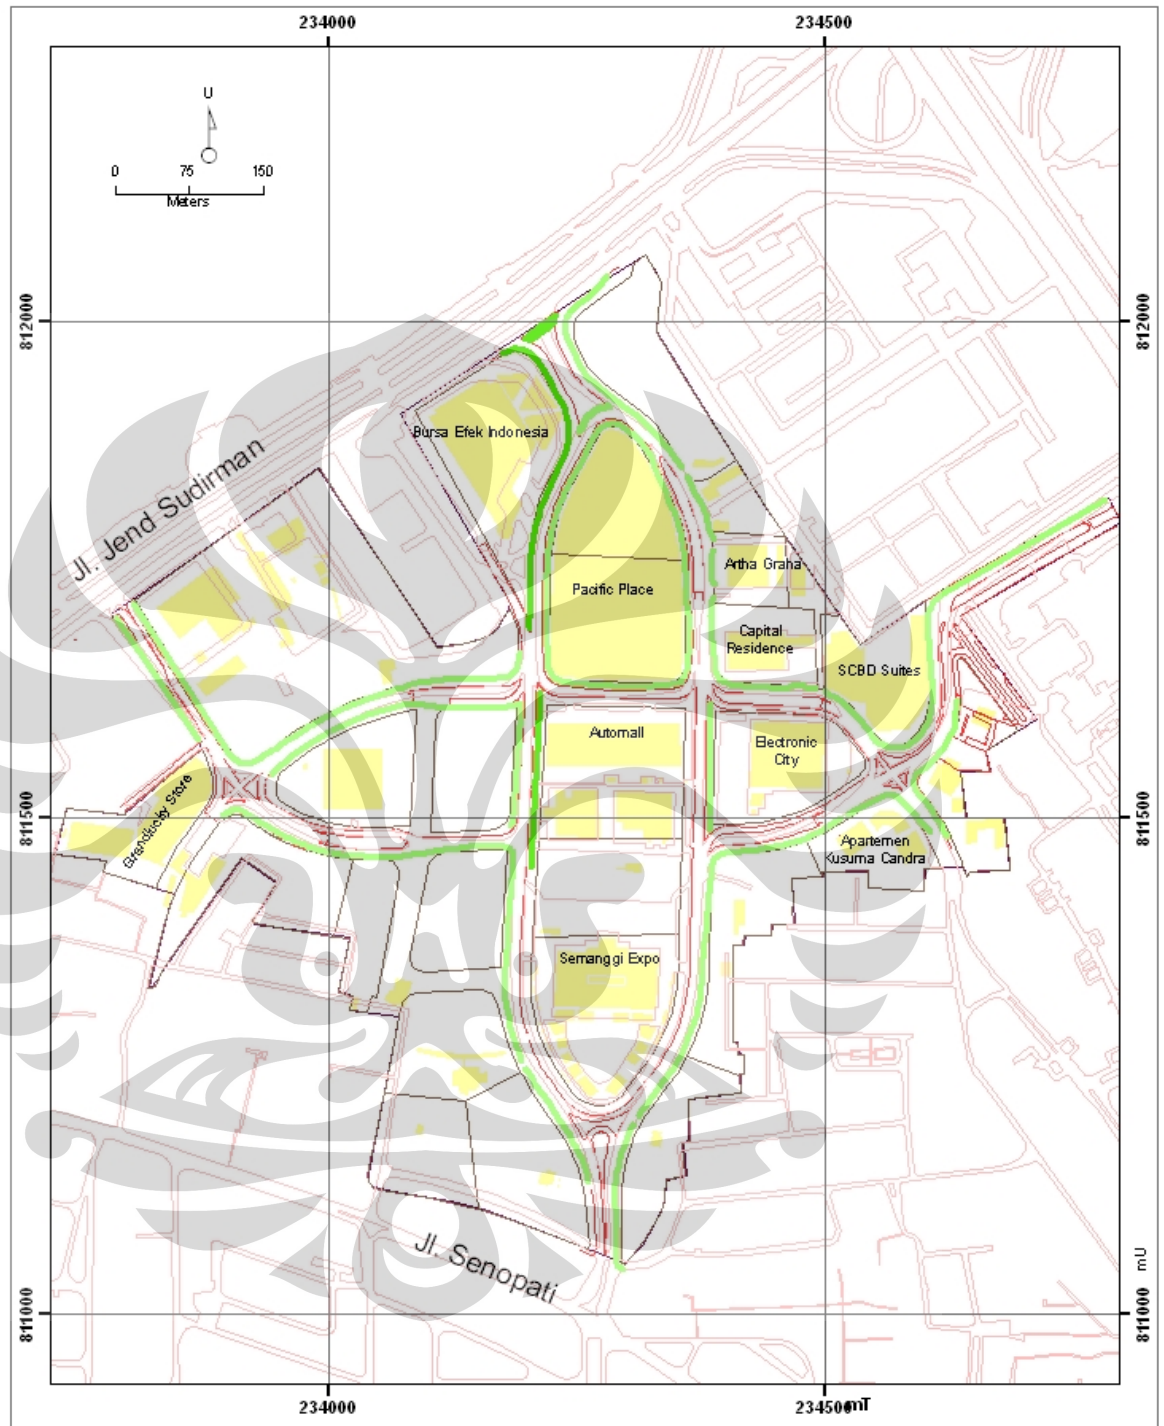 234000
234500
U
0 75 150
Meters
812000
812000
Bursa Efek Indonesia
Jl. Jend Sudirman
Artha Graha
Pacific Place
Capital
Residence
SCBD Suites
Automall
Electronic
City
Grandlucky Store
811500
811500
Apartemen
Kusuma Candra
Semanggi Expo
Jl. Senopati
mU
811000
811000
234000
234500
mT